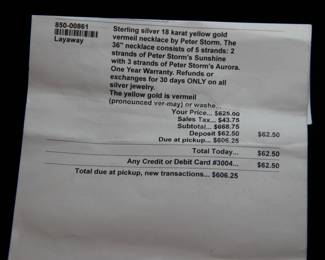 850-00861
Layaway
Sterling silver 18 karat yellow gold
vermeil necklace by Peter Storm. The
36" necklace consists of 5 strands: 2
strands of Peter Storm's Sunshine
with 3 strands of Peter Storm's Aurora.
One Year Warranty. Refunds or
exchanges for 30 days ONLY on all
silver jewelry.
The yellow gold is vermeil
(pronounced ver-may) or washe...
Your Price... $625.00
Sales Tax... $43.75
Subtotal... $668.75
Deposit $62.50 $62.50
Due at pickup... $606.25
Total Today... $62.50
Any Credit or Debit Card #3004... $62.50
Total due at pickup, new transactions... $606.25